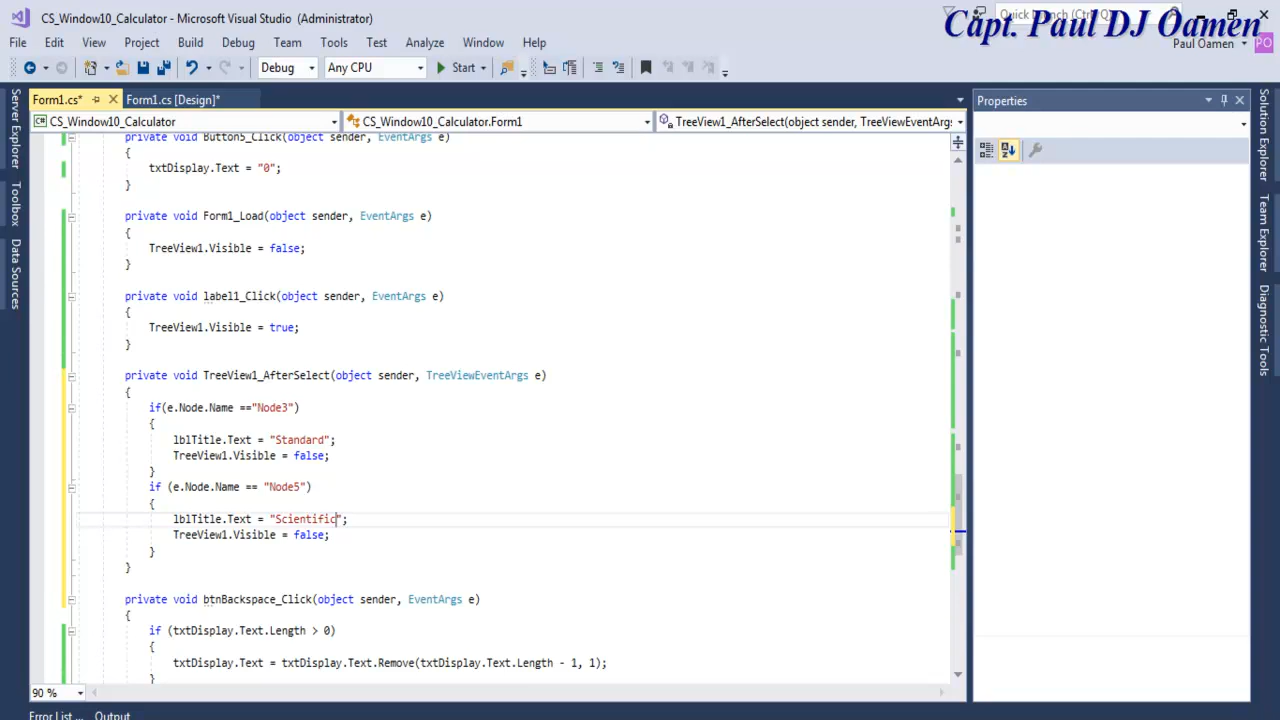 CS_Window10_Calculator - Microsoft Visual Studio (Administrator)
Quick Launch (Ctrl+Q)
Capt. Paul DJ Oamen
File Edit View Project Build Debug Team Tools Test Analyze Window Help
Paul Oamen
PO
Debug Any CPU Start
Form1.cs* Form1.cs [Design]*
Properties
CS_Window10_Calculator CS_Window10_Calculator.Form1 TreeView1_AfterSelect(object sender, TreeViewEventArgs
Server Explorer
Toolbox
Data Sources
Solution Explorer
Team Explorer
Diagnostic Tools
private void Button5_Click(object sender, EventArgs e)
{
txtDisplay.Text = "0";
}
private void Form1_Load(object sender, EventArgs e)
{
TreeView1.Visible = false;
}
private void label1_Click(object sender, EventArgs e)
{
TreeView1.Visible = true;
}
private void TreeView1_AfterSelect(object sender, TreeViewEventArgs e)
{
if(e.Node.Name =="Node3")
{
lblTitle.Text = "Standard";
TreeView1.Visible = false;
}
if (e.Node.Name == "Node5")
{
lblTitle.Text = "Scientific";
TreeView1.Visible = false;
}
}
private void btnBackspace_Click(object sender, EventArgs e)
{
if (txtDisplay.Text.Length > 0)
{
txtDisplay.Text = txtDisplay.Text.Remove(txtDisplay.Text.Length - 1, 1);
}
90 %
Error List ... Output